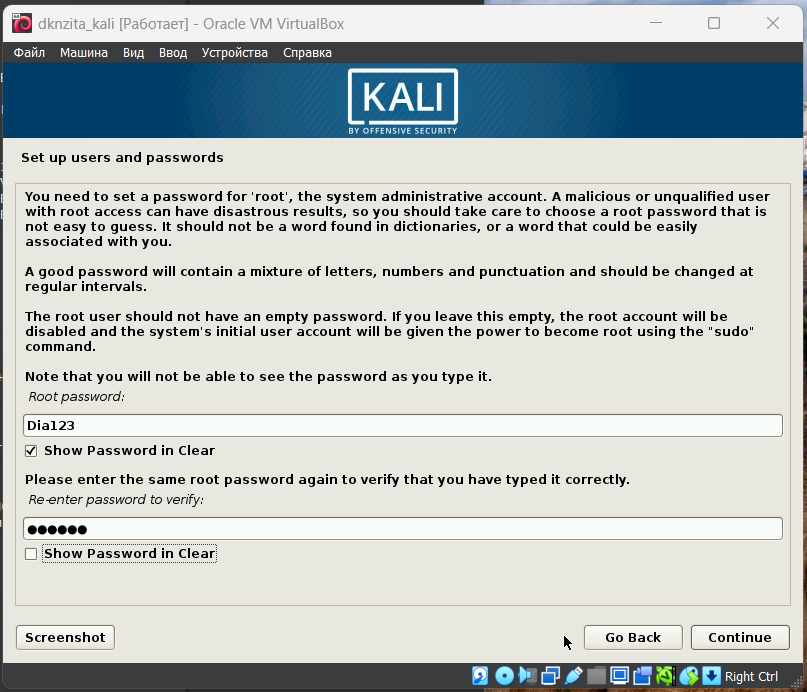 dknzita_kali [Работает] - Oracle VM VirtualBox
Файл Машина Вид Ввод Устройства Справка
KALI
BY OFFENSIVE SECURITY
Set up users and passwords
You need to set a password for 'root', the system administrative account. A malicious or unqualified user
with root access can have disastrous results, so you should take care to choose a root password that is
not easy to guess. It should not be a word found in dictionaries, or a word that could be easily
associated with you.
A good password will contain a mixture of letters, numbers and punctuation and should be changed at
regular intervals.
The root user should not have an empty password. If you leave this empty, the root account will be
disabled and the system's initial user account will be given the power to become root using the "sudo"
command.
Note that you will not be able to see the password as you type it.
Root password:
Dia123
Show Password in Clear
Please enter the same root password again to verify that you have typed it correctly.
Re-enter password to verify:
●●●●●●
Show Password in Clear
Screenshot Go Back Continue
Right Ctrl